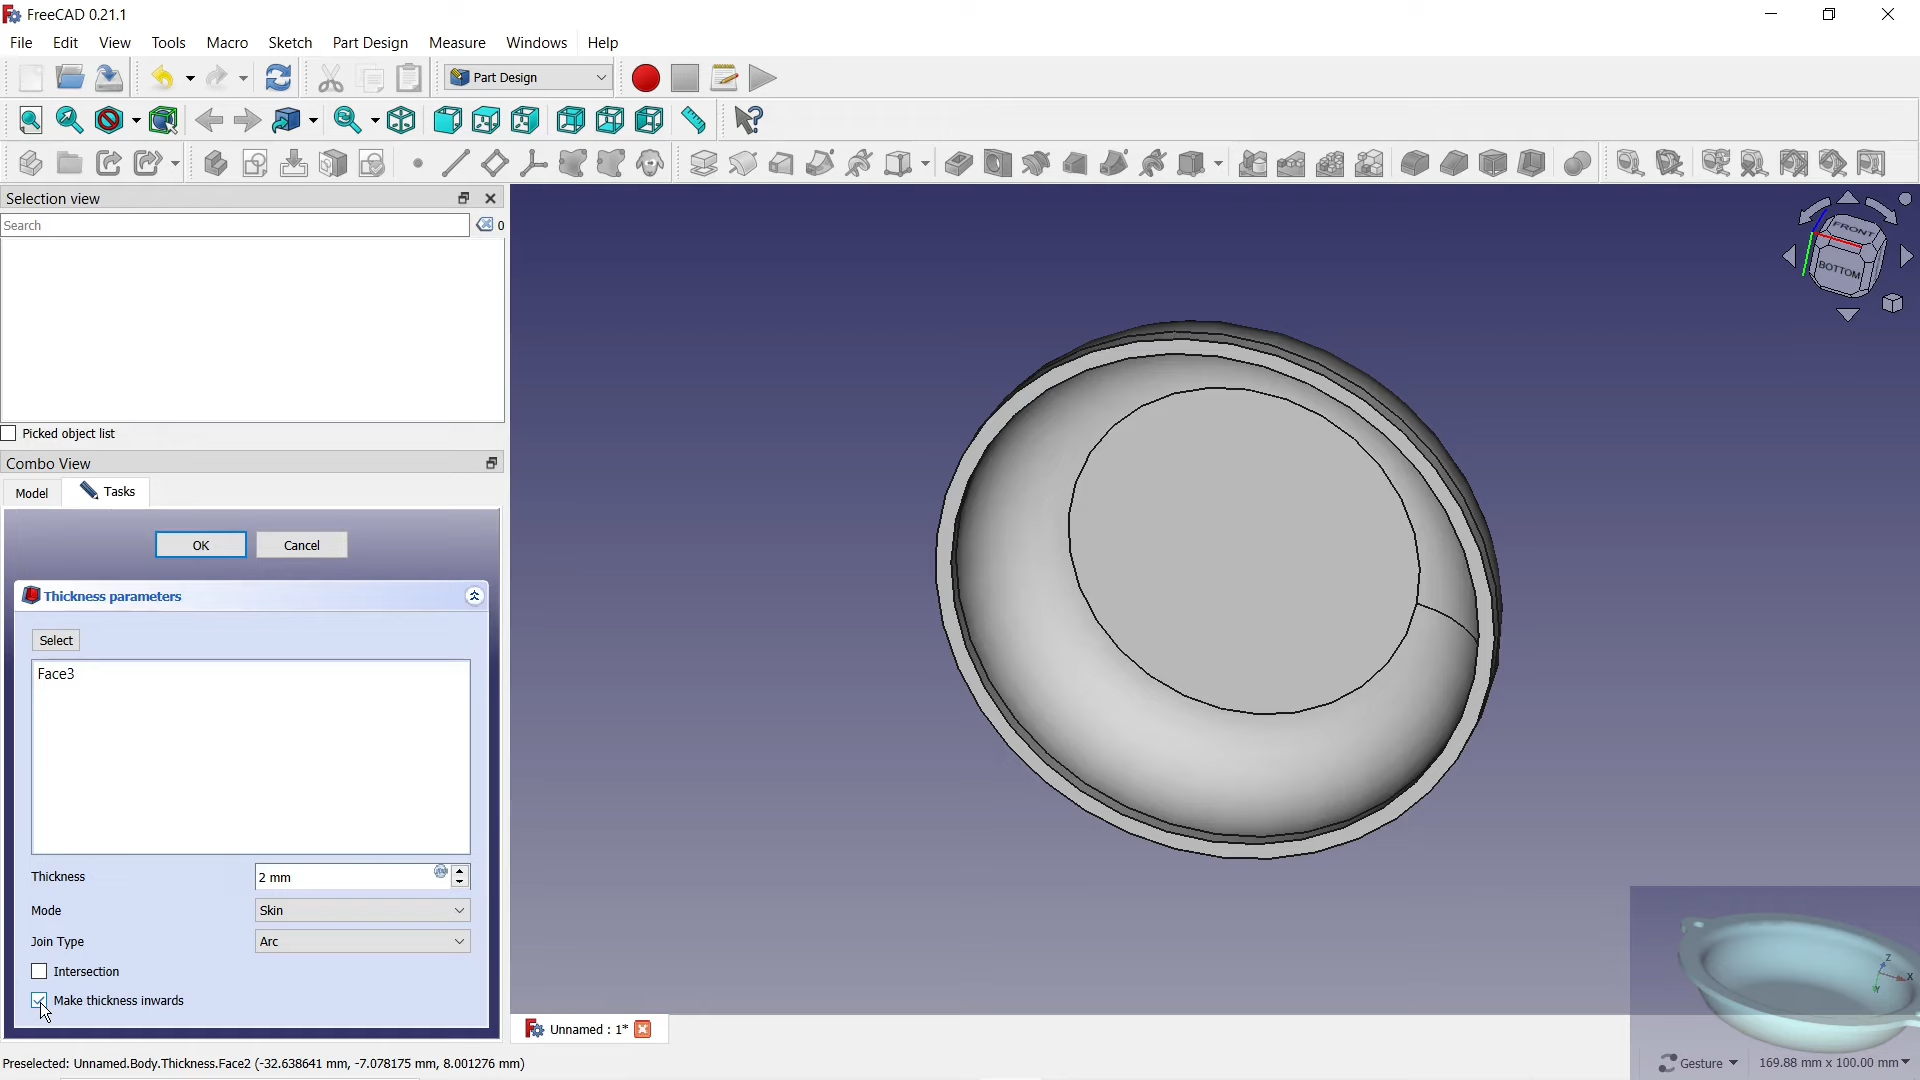 FreeCAD 0.21.1
File Edit View Tools Macro Sketch Part Design Measure Windows Help
Part Design
Selection view
Search
0
Picked object list
Combo View
Model Tasks
OK Cancel
Thickness parameters
Select
Face3
Thickness 2 mm
Mode Skin
Join Type Arc
Intersection
Make thickness inwards
FRONT
BOTTOM
Z
X
Y
Unnamed : 1*
Preselected: Unnamed.Body.Thickness.Face2 (-32.638641 mm, -7.078175 mm, 8.001276 mm)
Gesture 169.88 mm x 100.00 mm